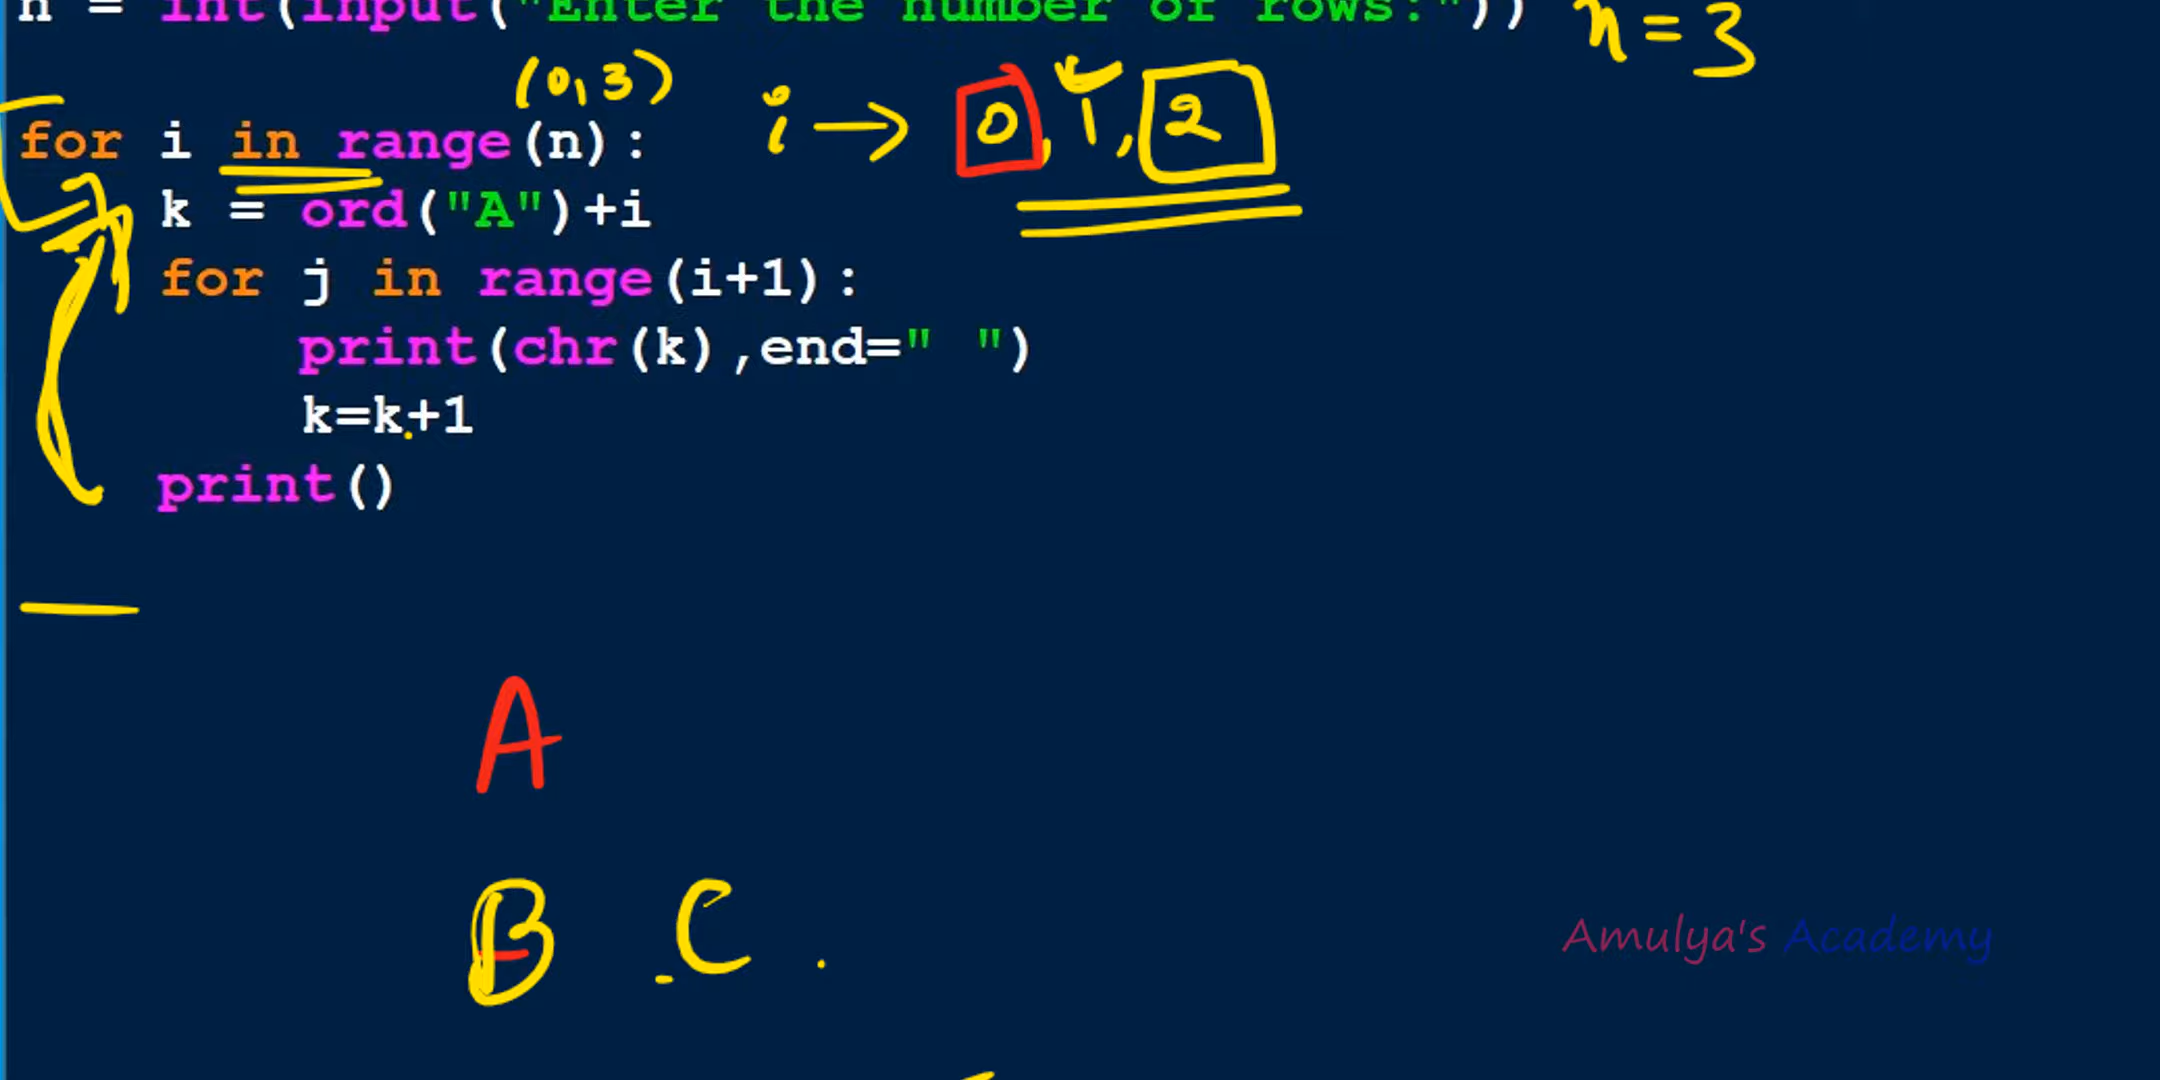 n = int(input("Enter the number of rows:")) n=3
(0,3)
for i in range(n): i → 0,1,2
k = ord("A")+i
for j in range(i+1):
print(chr(k),end=" ")
k=k+1
print()
A
B C
Amulya's Academy